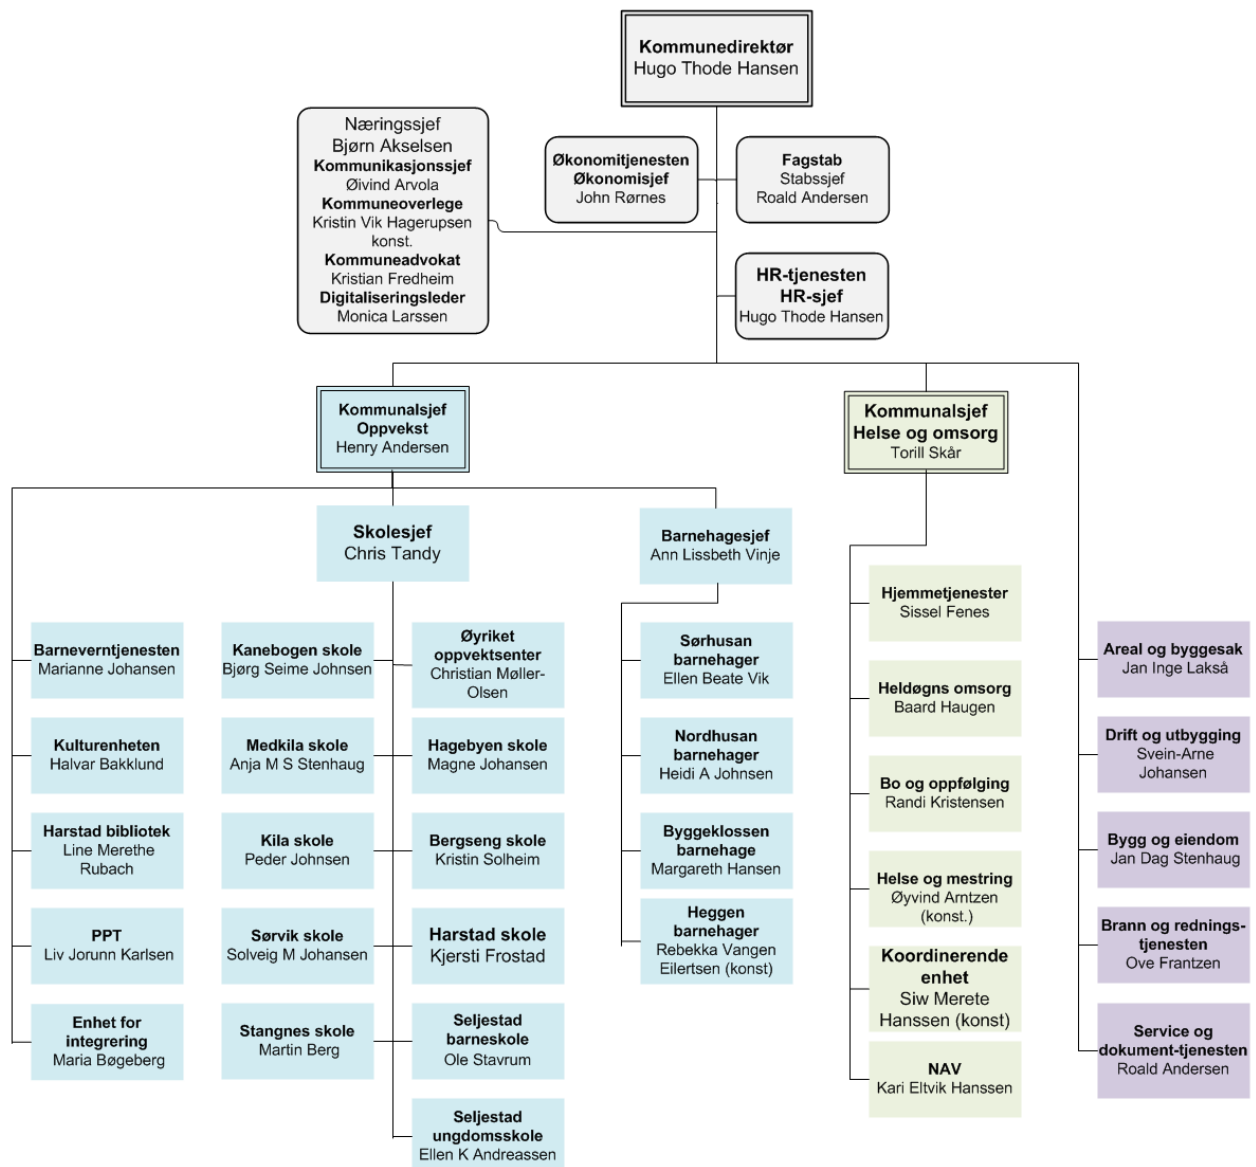 Kommunedirektør
Hugo Thode Hansen
Næringssjef
Bjørn Akselsen
Kommunikasjonssjef
Øivind Arvola
Kommuneoverlege
Kristin Vik Hagerupsen
konst.
Kommuneadvokat
Kristian Fredheim
Digitaliseringsleder
Monica Larssen
Økonomitjenesten
Økonomisjef
John Rørnes
Fagstab
Stabssjef
Roald Andersen
HR-tjenesten
HR-sjef
Hugo Thode Hansen
Kommunalsjef
Oppvekst
Henry Andersen
Kommunalsjef
Helse og omsorg
Torill Skår
Skolesjef
Chris Tandy
Barnehagesjef
Ann Lissbeth Vinje
Barneverntjenesten
Marianne Johansen
Kulturenheten
Halvar Bakklund
Harstad bibliotek
Line Merethe
Rubach
PPT
Liv Jorunn Karlsen
Enhet for
integrering
Maria Bøgeberg
Kanebogen skole
Bjørg Seime Johnsen
Medkila skole
Anja M S Stenhaug
Kila skole
Peder Johnsen
Sørvik skole
Solveig M Johansen
Stangnes skole
Martin Berg
Øyriket
oppvektsenter
Christian Møller-
Olsen
Hagebyen skole
Magne Johansen
Bergseng skole
Kristin Solheim
Harstad skole
Kjersti Frostad
Seljestad
barneskole
Ole Stavrum
Seljestad
ungdomsskole
Ellen K Andreassen
Sørhusan
barnehager
Ellen Beate Vik
Nordhusan
barnehager
Heidi A Johnsen
Byggeklossen
barnehage
Margareth Hansen
Heggen
barnehager
Rebekka Vangen
Eilertsen (konst)
Hjemmetjenester
Sissel Fenes
Heldøgns omsorg
Baard Haugen
Bo og oppfølging
Randi Kristensen
Helse og mestring
Øyvind Arntzen
(konst.)
Koordinerende
enhet
Siw Merete
Hanssen (konst)
NAV
Kari Eltvik Hanssen
Areal og byggesak
Jan Inge Lakså
Drift og utbygging
Svein-Arne
Johansen
Bygg og eiendom
Jan Dag Stenhaug
Brann og rednings-
tjenesten
Ove Frantzen
Service og
dokument-tjenesten
Roald Andersen